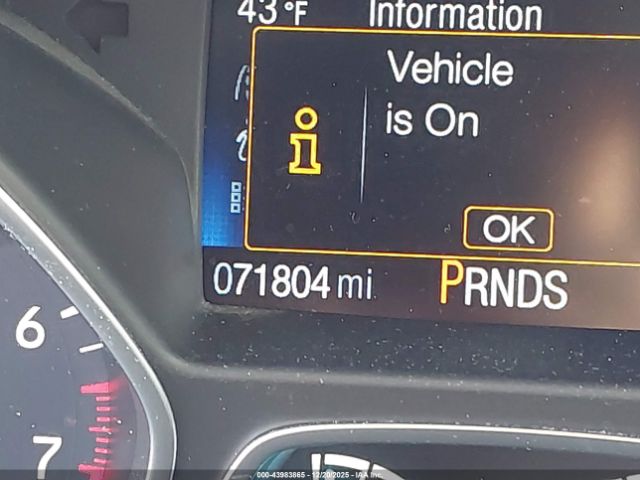 43°F Information
Vehicle
is On
i
OK
071804 mi PRNDS
6
7
000-43983865 - 12/20/2025 - IAA Inc.